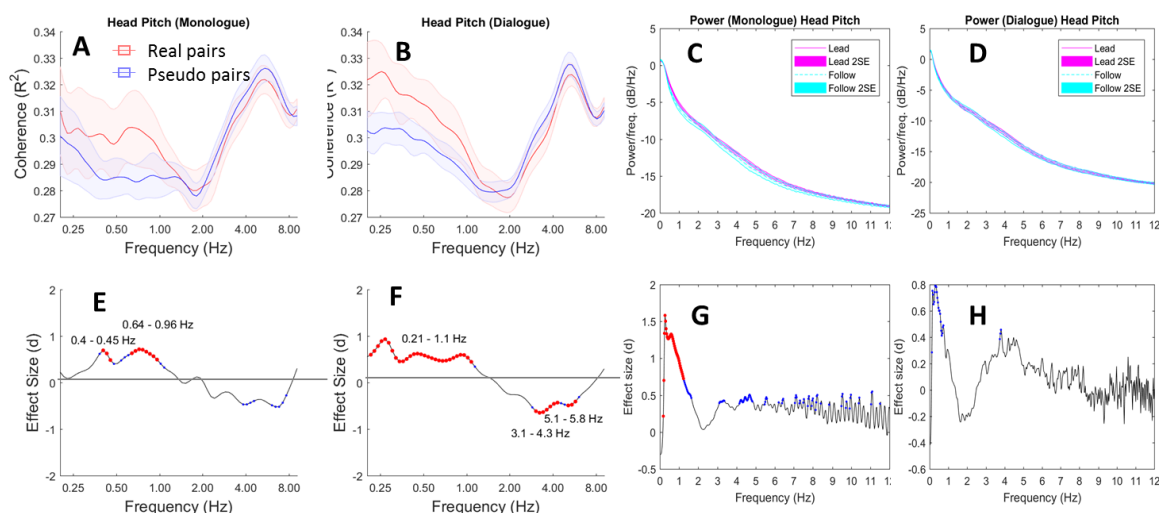 Head Pitch (Monologue)
A
Real pairs
Pseudo pairs
0.34
0.33
0.32
0.31
0.3
0.29
0.28
0.27
Coherence (R2)
0.25 0.50 1.00 2.00 4.00 8.00
Frequency (Hz)
Head Pitch (Dialogue)
B
0.34
0.33
0.32
0.31
0.3
0.29
0.28
0.27
0.25 0.50 1.00 2.00 4.00 8.00
Frequency (Hz)
Power (Monologue) Head Pitch
C
Lead
Lead 2SE
Follow
Follow 2SE
5
0
-5
-10
-15
-20
Power/freq. (dB/Hz)
0 1 2 3 4 5 6 7 8 9 10 11 12
Frequency (Hz)
Power (Dialogue) Head Pitch
D
Lead
Lead 2SE
Follow
Follow 2SE
5
0
-5
-10
-15
-20
-25
Power/freq. (dB/Hz)
0 1 2 3 4 5 6 7 8 9 10 11 12
Frequency (Hz)
E
0.64 - 0.96 Hz
0.4 - 0.45 Hz
2
1
0
-1
-2
Effect Size (d)
0.25 0.50 1.00 2.00 4.00 8.00
Frequency (Hz)
F
0.21 - 1.1 Hz
5.1 - 5.8 Hz
3.1 - 4.3 Hz
2
1
0
-1
-2
Effect Size (d)
0.25 0.50 1.00 2.00 4.00 8.00
Frequency (Hz)
G
2
1.5
1
0.5
0
-0.5
Effect size (d)
0 1 2 3 4 5 6 7 8 9 10 11 12
Frequency (Hz)
H
0.8
0.6
0.4
0.2
0
-0.2
-0.4
-0.6
Effect size (d)
0 1 2 3 4 5 6 7 8 9 10 11 12
Frequency (Hz)